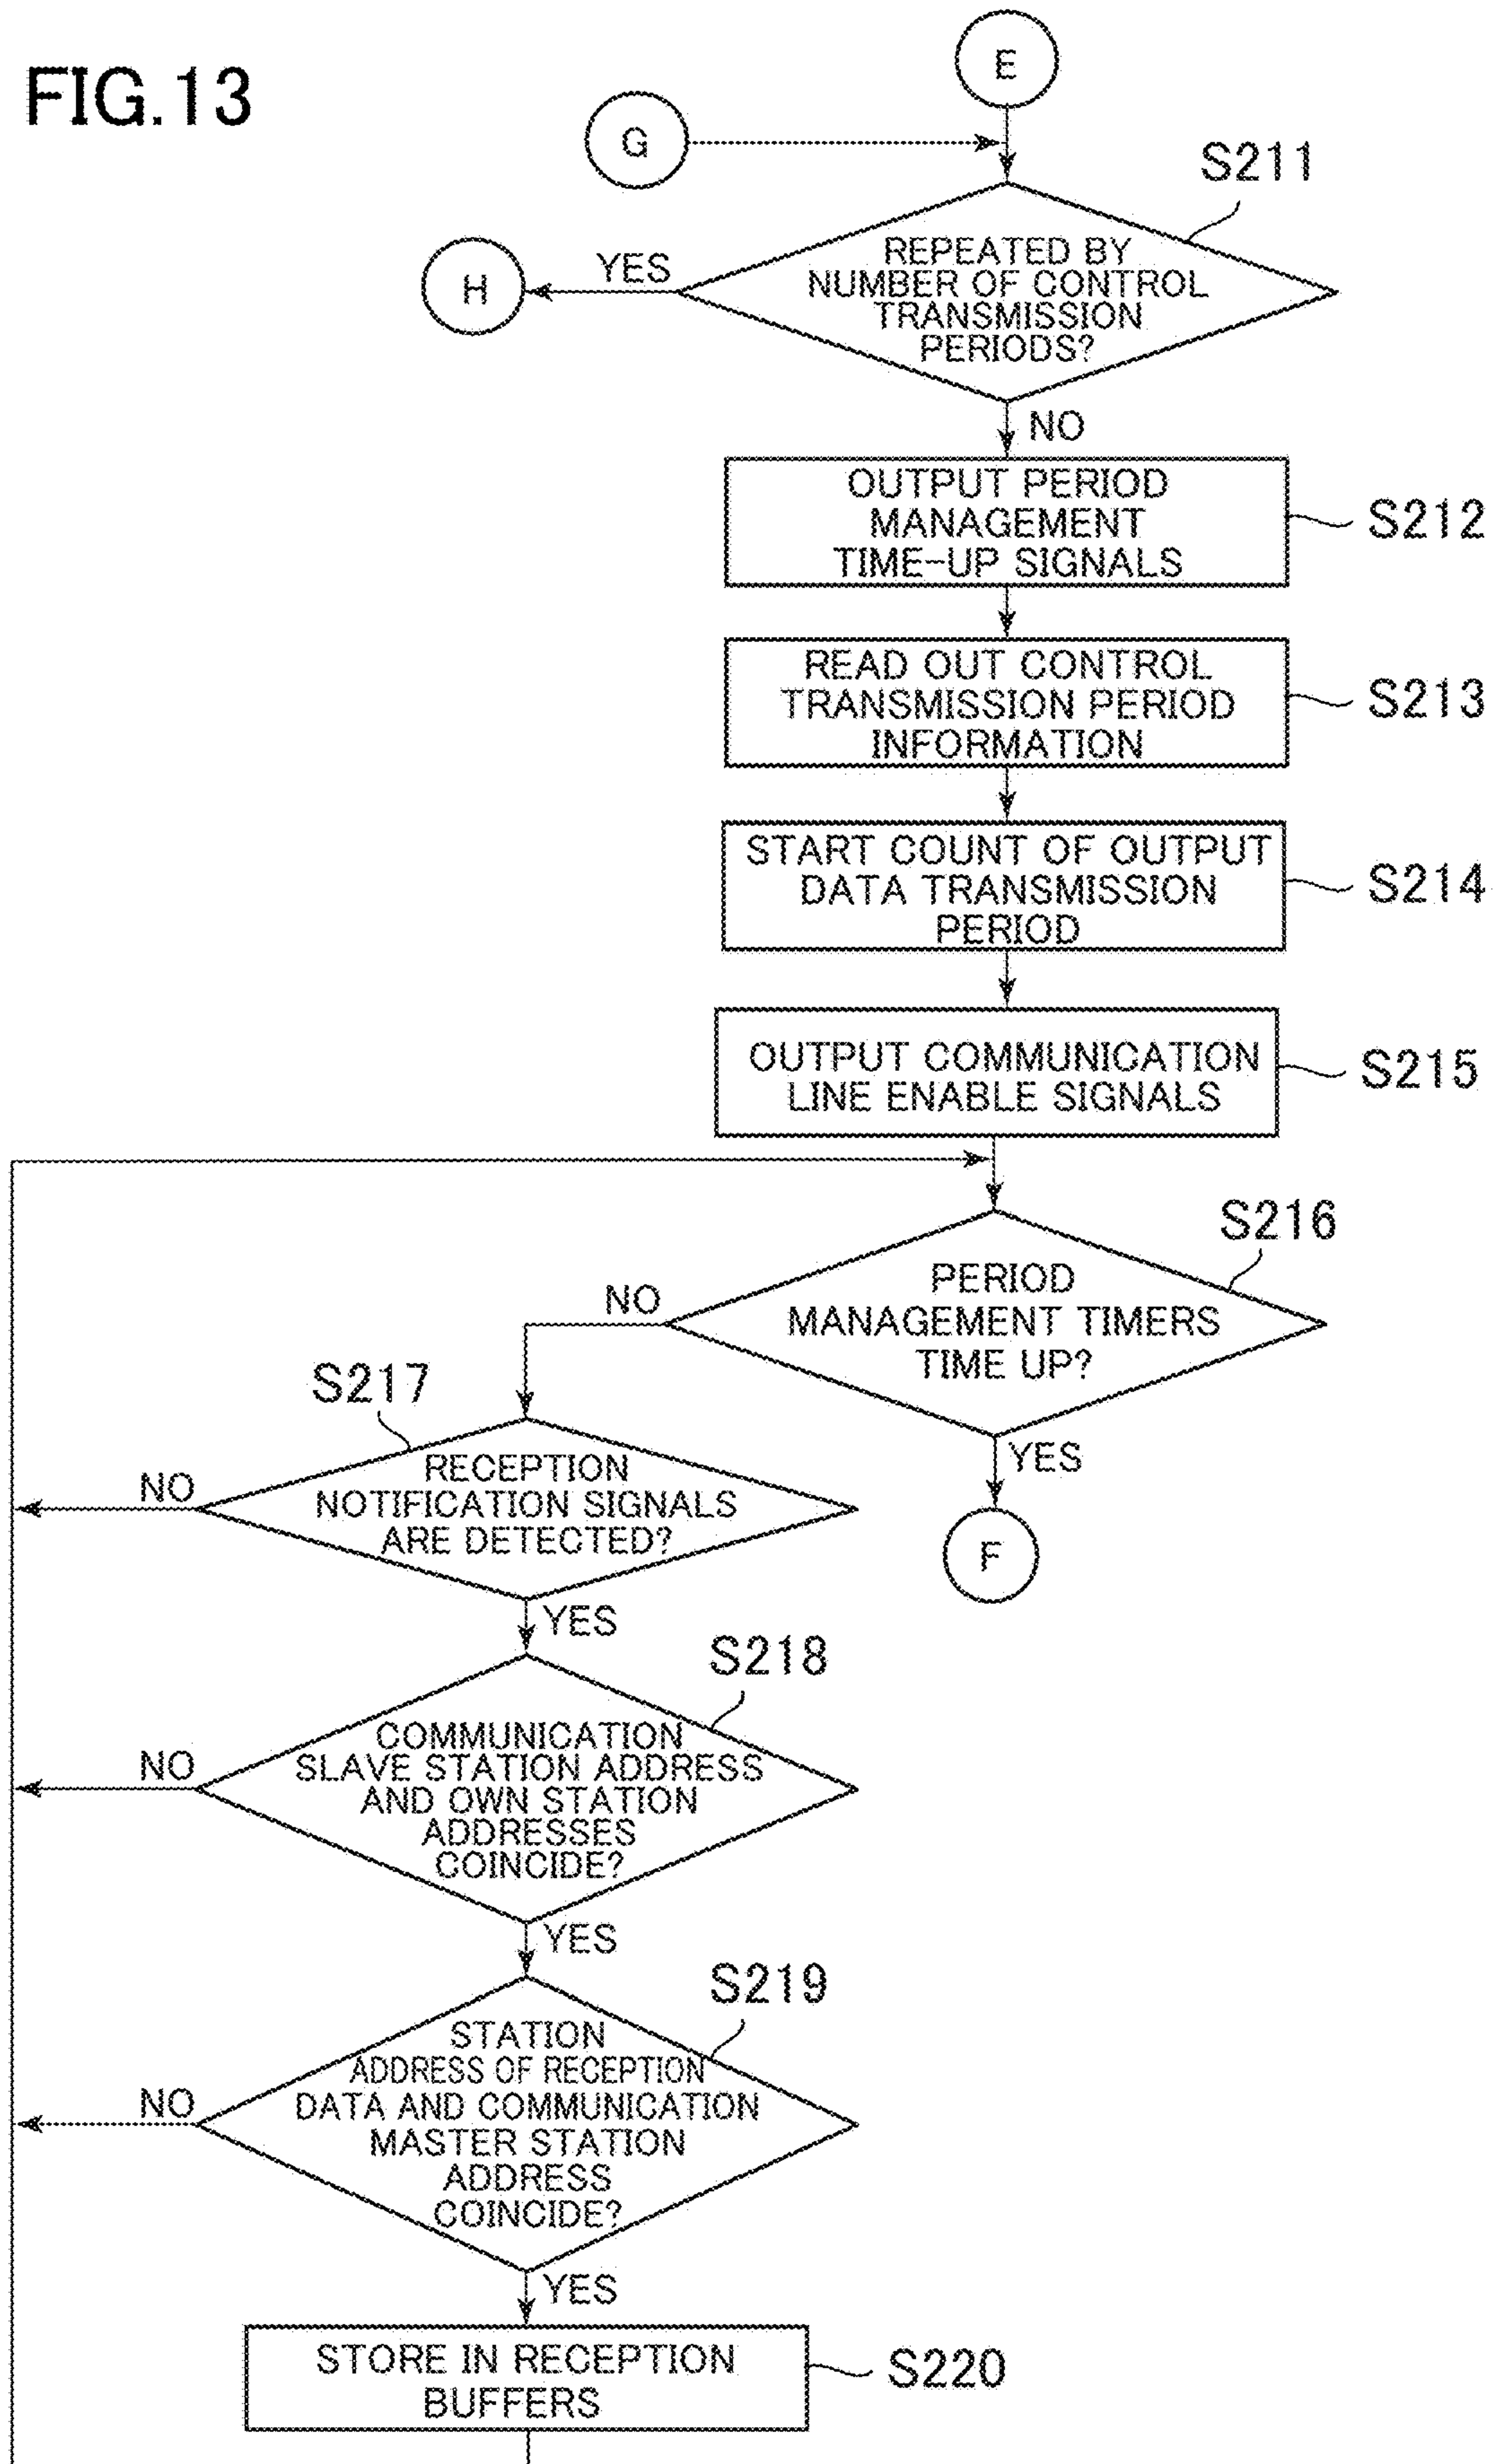 FIG.13
E
G
S211
REPEATED BY
NUMBER OF CONTROL
TRANSMISSION
PERIODS?
YES
H
NO
OUTPUT PERIOD
MANAGEMENT
TIME-UP SIGNALS
S212
READ OUT CONTROL
TRANSMISSION PERIOD
INFORMATION
S213
START COUNT OF OUTPUT
DATA TRANSMISSION
PERIOD
S214
OUTPUT COMMUNICATION
LINE ENABLE SIGNALS
S215
S216
PERIOD
MANAGEMENT TIMERS
TIME UP?
NO
YES
F
S217
RECEPTION
NOTIFICATION SIGNALS
ARE DETECTED?
NO
YES
S218
COMMUNICATION
SLAVE STATION ADDRESS
AND OWN STATION
ADDRESSES
COINCIDE?
NO
YES
S219
STATION
ADDRESS OF RECEPTION
DATA AND COMMUNICATION
MASTER STATION
ADDRESS
COINCIDE?
NO
YES
STORE IN RECEPTION
BUFFERS
S220